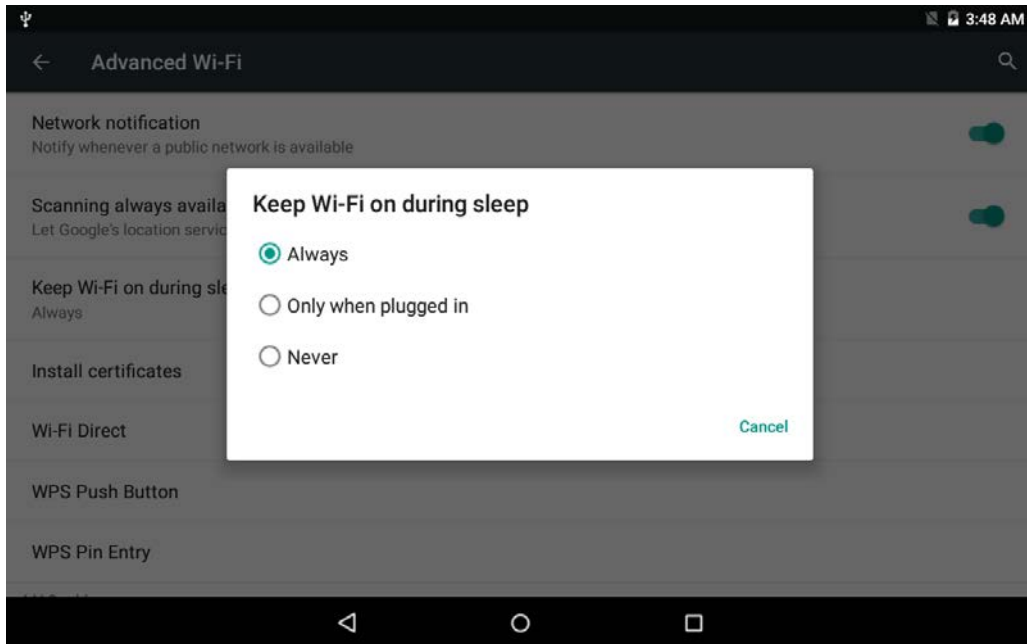 3:48 AM
Advanced Wi-Fi
Network notification
Notify whenever a public network is available
Scanning always availa
Let Google's location servic
Keep Wi-Fi on during sle
Always
Install certificates
Wi-Fi Direct
WPS Push Button
WPS Pin Entry
Keep Wi-Fi on during sleep
Always
Only when plugged in
Never
Cancel